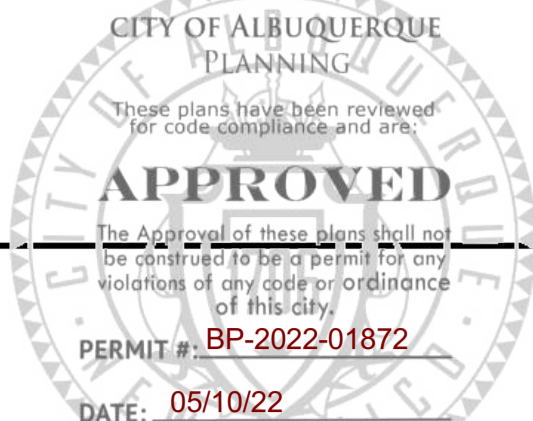 CITY OF ALBUQUERQUE
PLANNING
These plans have been reviewed
for code compliance and are:
APPROVED
The Approval of these plans shall not
be construed to be a permit for any
violations of any code or ordinance
of this city.
PERMIT #: BP-2022-01872
DATE: 05/10/22